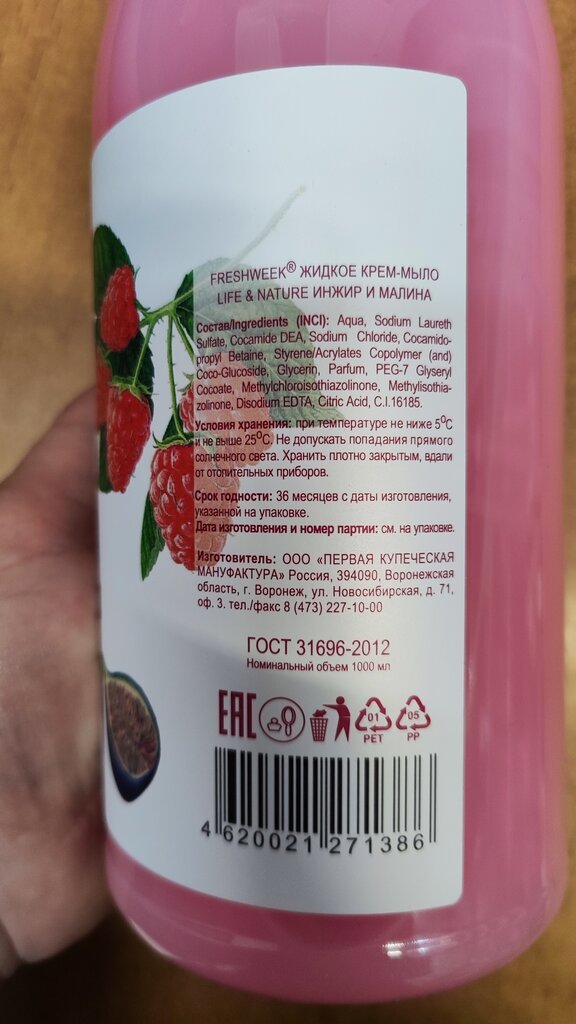 FRESHWEEK® ЖИДКОЕ КРЕМ-МЫЛО
LIFE & NATURE ИНЖИР И МАЛИНА
Состав/Ingredients (INCI): Aqua, Sodium Laureth
Sulfate, Cocamide DEA, Sodium Chloride, Cocamido-
propyl Betaine, Styrene/Acrylates Copolymer (and)
Coco-Glucoside, Glycerin, Parfum, PEG-7 Glyseryl
Cocoate, Methylchloroisothiazolinone, Methylisothia-
zolinone, Disodium EDTA, Citric Acid, C.I.16185.
Условия хранения: при температуре не ниже 5⁰С
и не выше 25⁰С. Не допускать попадания прямого
солнечного света. Хранить плотно закрытым, вдали
от отопительных приборов.
Срок годности: 36 месяцев с даты изготовления,
указанной на упаковке.
Дата изготовления и номер партии: см. на упаковке.
Изготовитель: ООО «ПЕРВАЯ КУПЕЧЕСКАЯ
МАНУФАКТУРА» Россия, 394090, Воронежская
область, г. Воронеж, ул. Новосибирская, д. 71,
оф. 3. тел./факс 8 (473) 227-10-00
ГОСТ 31696-2012
Номинальный объем 1000 мл
EAC 01 05
PET PP
4 620021 271386